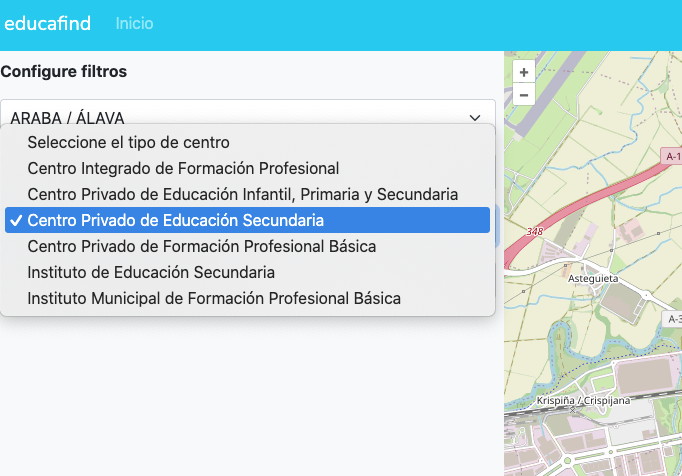 educafind Inicio
Configure filtros
ARABA / ÁLAVA
Seleccione el tipo de centro
Centro Integrado de Formación Profesional
Centro Privado de Educación Infantil, Primaria y Secundaria
✓ Centro Privado de Educación Secundaria
Centro Privado de Formación Profesional Básica
Instituto de Educación Secundaria
Instituto Municipal de Formación Profesional Básica
+
−
A-1
348
Asteguieta
A-3
Krispiña / Crispijana